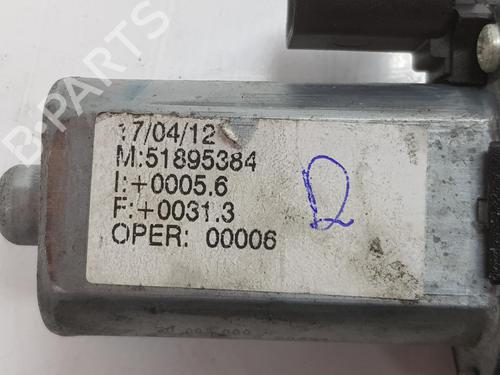 17/04/12
M:51895384
I:+0005.6
F:+0031.3
OPER: 00006
D
B-PARTS